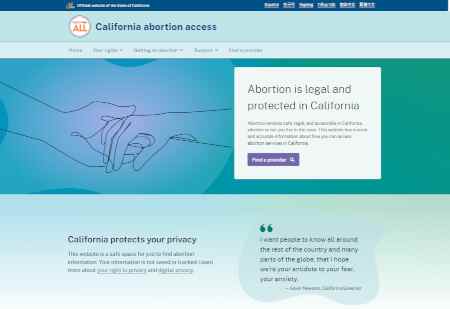 Official website of the State of California
Español 한국어 Tagalog Tiếng Việt 简体中文 繁體中文
ALL
California abortion access
Home Your rights Getting an abortion Support Find a provider
Abortion is legal and
protected in California
Abortion remains safe, legal, and accessible in California,
whether or not you live in the state. This website has current
and accurate information about how you can access
abortion services in California.
Find a provider
California protects your privacy
This website is a safe space for you to find abortion
information. Your information is not saved or tracked. Learn
more about your right to privacy and digital privacy.
I want people to know all around
the rest of the country and many
parts of the globe, that I hope
we're your antidote to your fear,
your anxiety.
— Gavin Newsom, California Governor